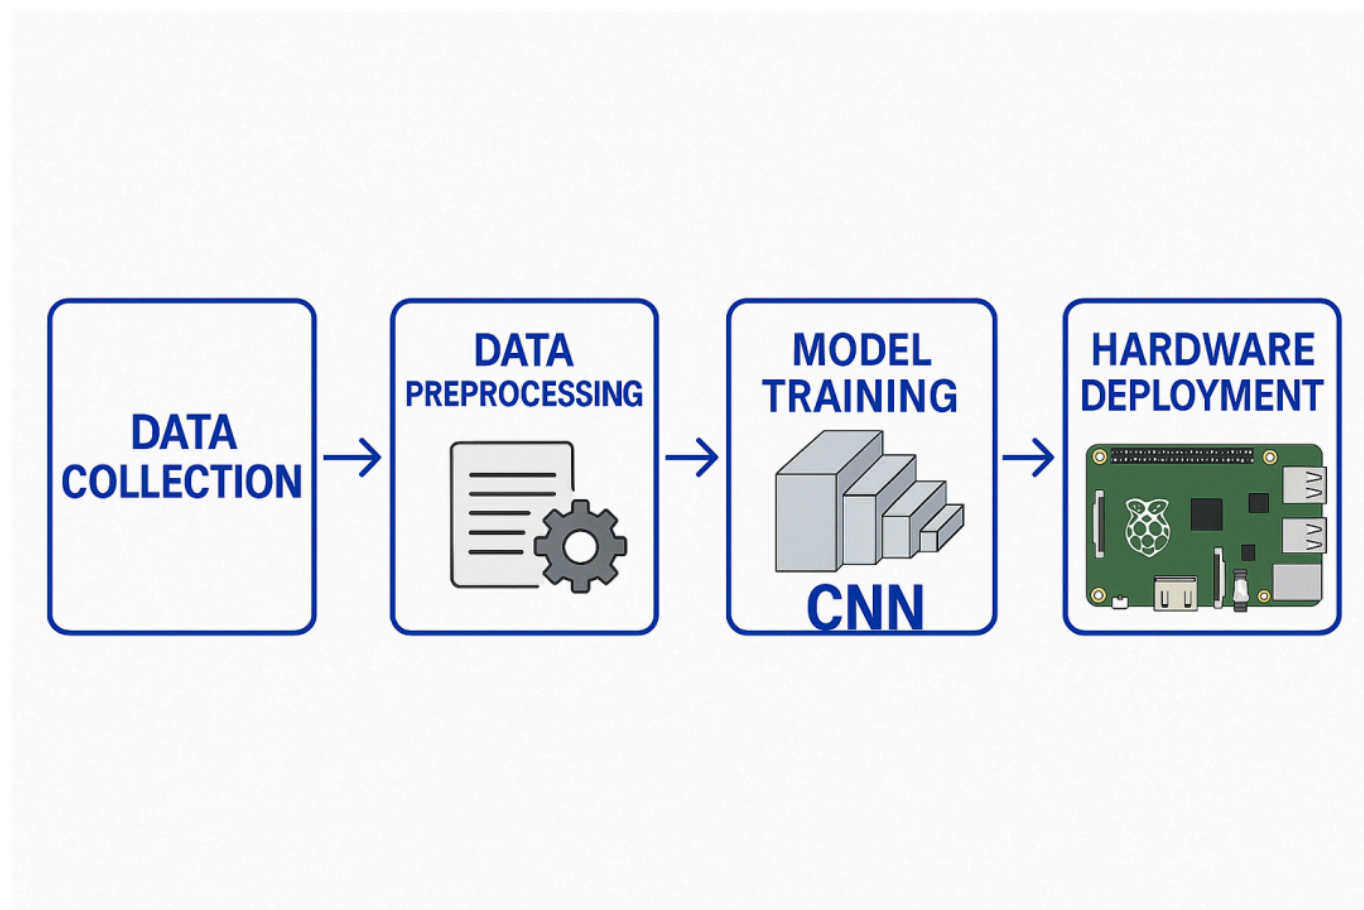 DATA
COLLECTION
DATA
PREPROCESSING
MODEL
TRAINING
CNN
HARDWARE
DEPLOYMENT